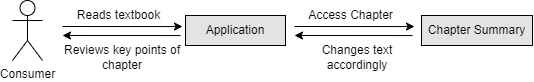 Reads textbook
Reviews key points of
chapter
Consumer
Application
Access Chapter
Changes text
accordingly
Chapter Summary